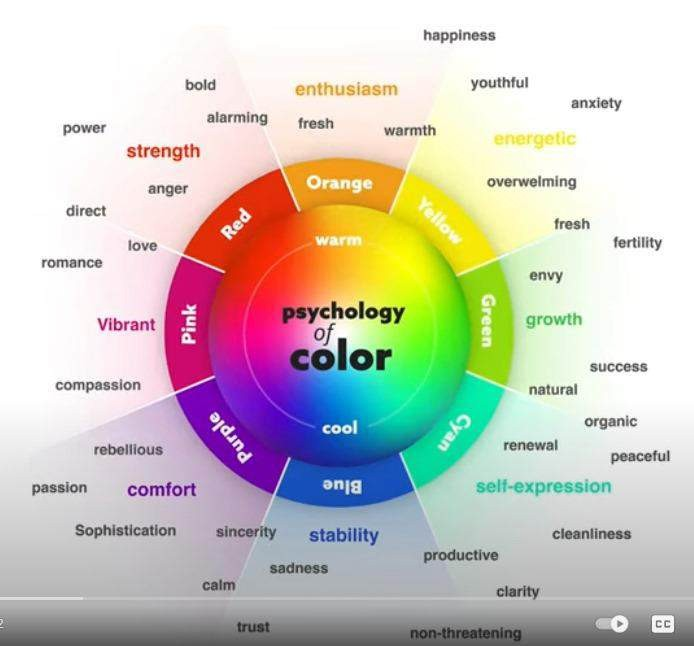 happiness
bold
enthusiasm
youthful
anxiety
alarming
fresh
warmth
power
strength
energetic
anger
overwelming
Orange
Red
Yellow
direct
love
fresh
fertility
romance
warm
envy
Vibrant
Pink
psychology
of
color
Green
growth
success
compassion
natural
cool
organic
rebellious
Purple
Cyan
renewal
peaceful
passion
comfort
Blue
self-expression
Sophistication
sincerity
stability
cleanliness
productive
sadness
calm
clarity
trust
non-threatening
2
CC